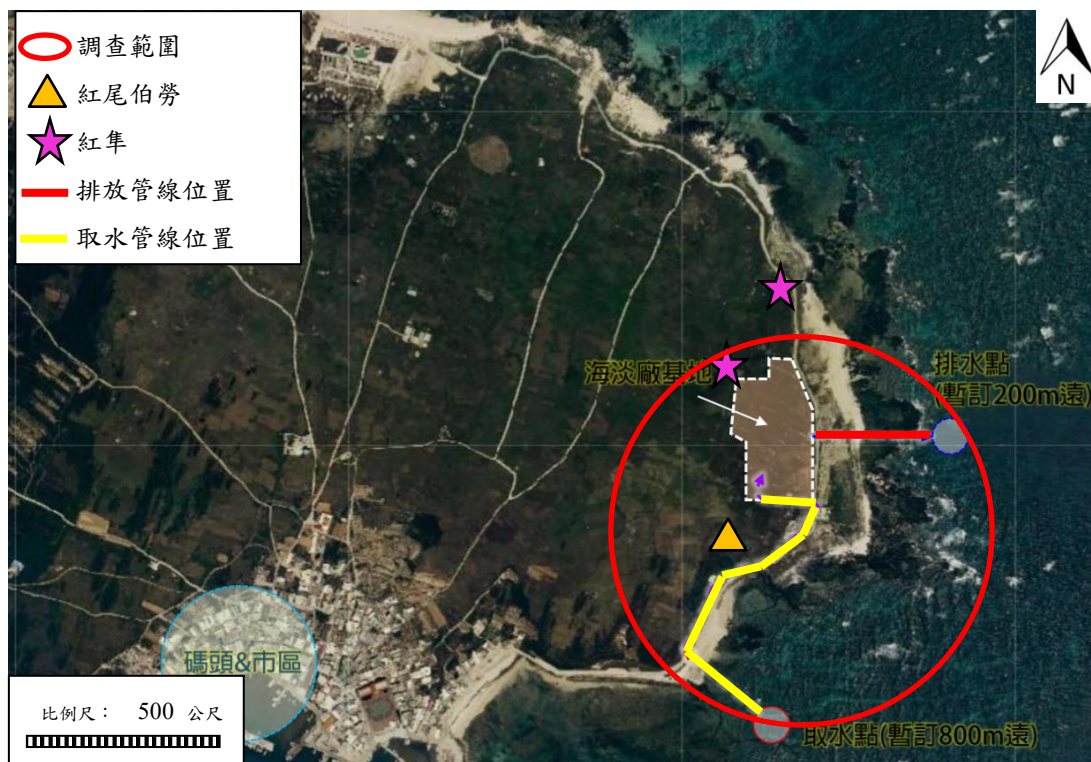 調查範圍
紅尾伯勞
紅隼
排放管線位置
取水管線位置
N
海淡廠基地
排水點
(暫訂200m遠)
碼頭&市區
取水點(暫訂800m遠)
比例尺： 500 公尺